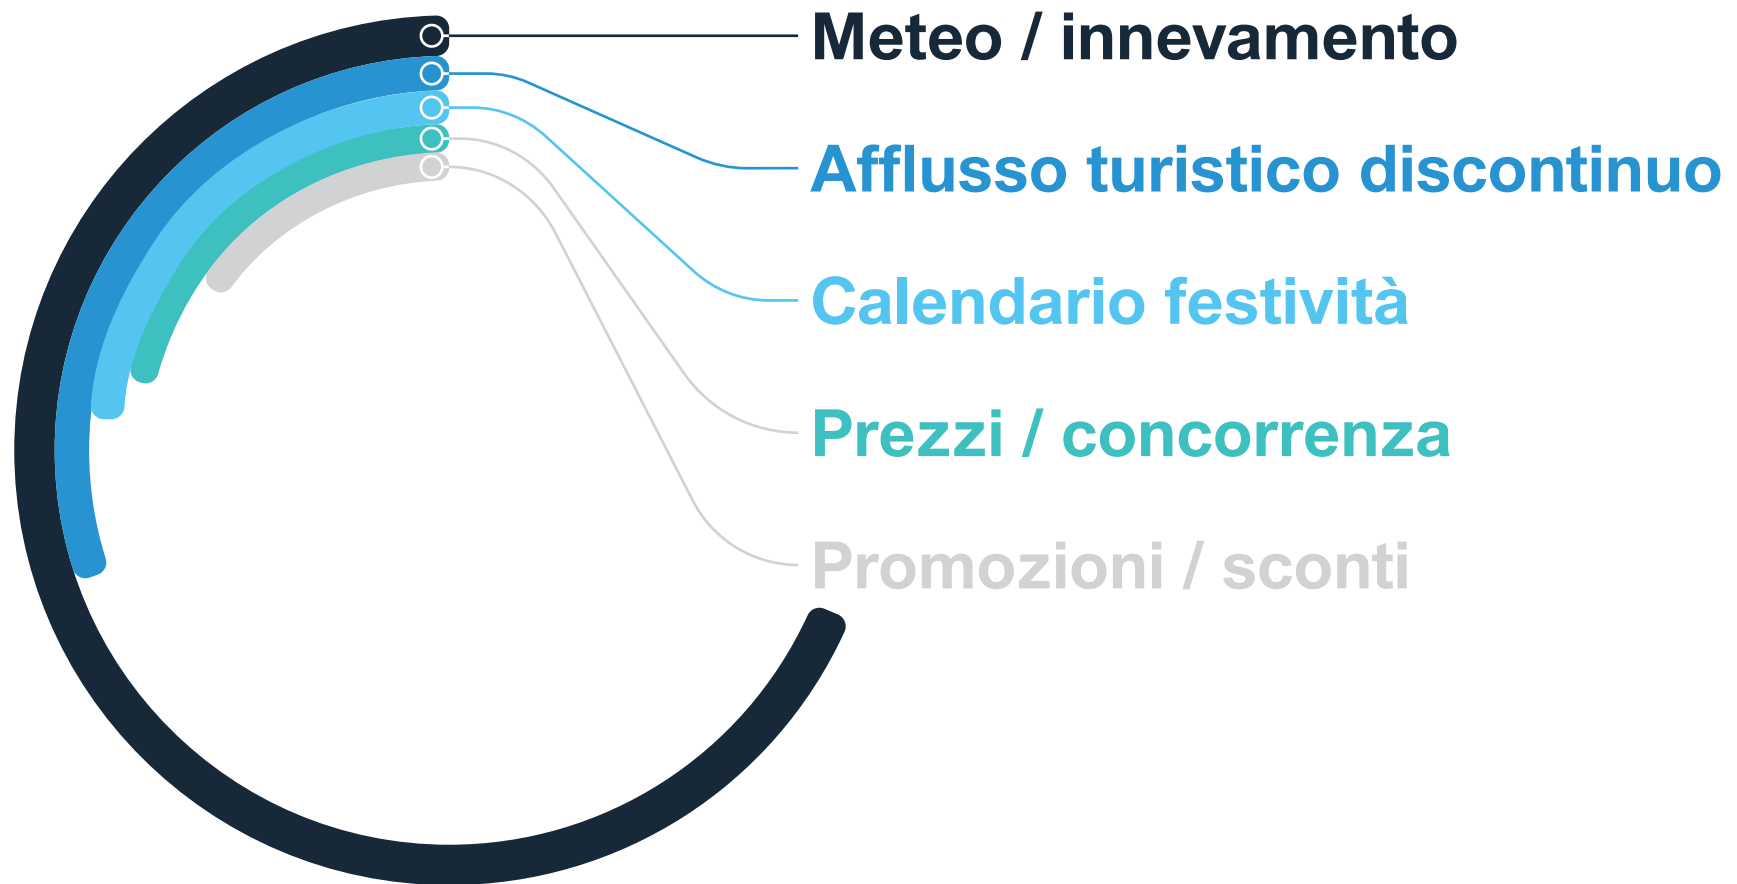 Meteo / innevamento
Afflusso turistico discontinuo
Calendario festività
Prezzi / concorrenza
Promozioni / sconti